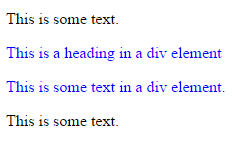 This is some text.
This is a heading in a div element
This is some text in a div element.
This is some text.